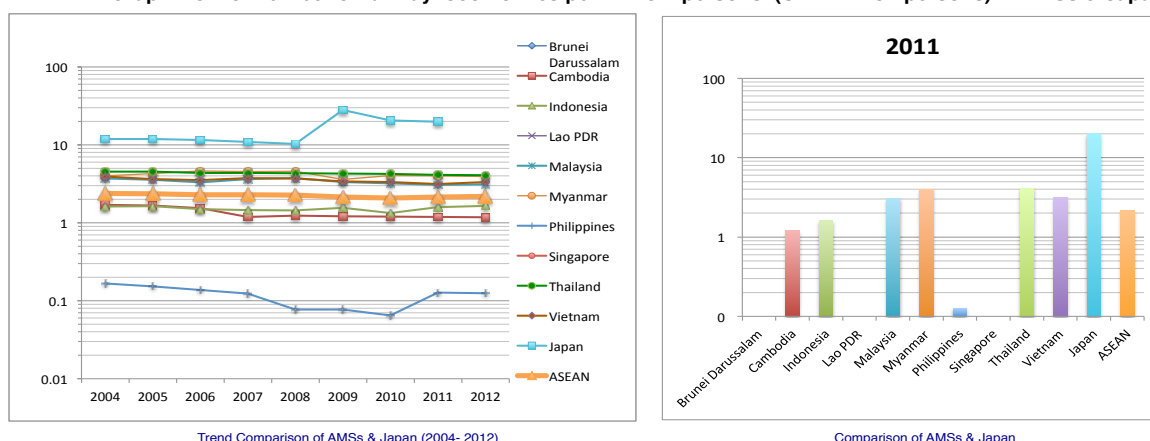 Brunei
Darussalam
Cambodia
Indonesia
Lao PDR
Malaysia
Myanmar
Philippines
Singapore
Thailand
Vietnam
Japan
ASEAN
100
10
1
0.1
0.01
2004 2005 2006 2007 2008 2009 2010 2011 2012
Trend Comparison of AMSs & Japan (2004- 2012)
2011
100
10
1
0
Brunei Darussalam
Cambodia
Indonesia
Lao PDR
Malaysia
Myanmar
Philippines
Singapore
Thailand
Vietnam
Japan
ASEAN
Comparison of AMSs & Japan